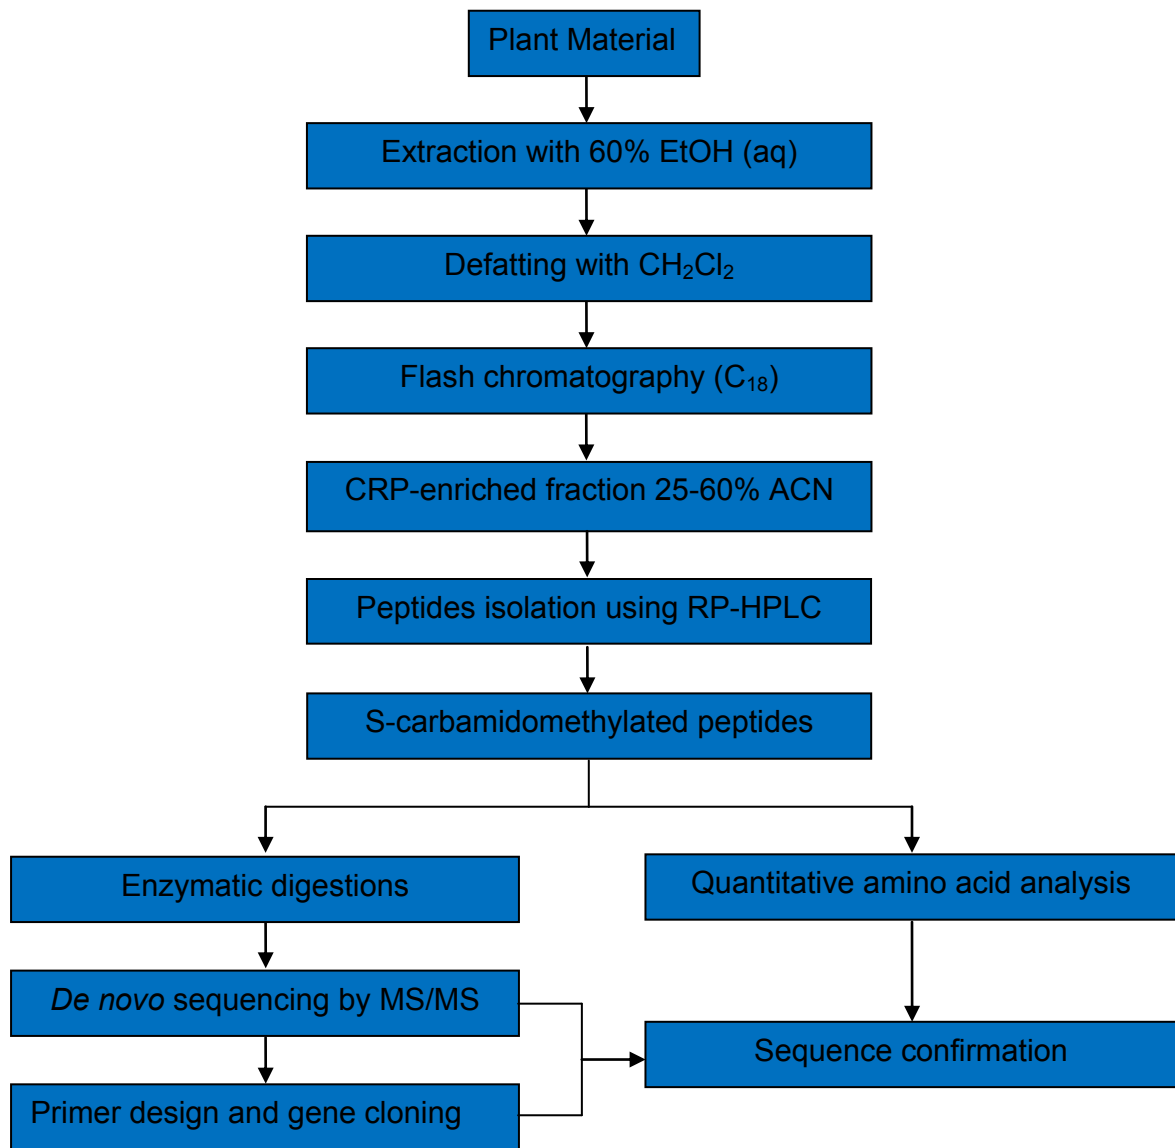 Plant Material
Extraction with 60% EtOH (aq)
Defatting with CH₂Cl₂
Flash chromatography (C₁₈)
CRP-enriched fraction 25-60% ACN
Peptides isolation using RP-HPLC
S-carbamidomethylated peptides
Enzymatic digestions
Quantitative amino acid analysis
De novo sequencing by MS/MS
Sequence confirmation
Primer design and gene cloning